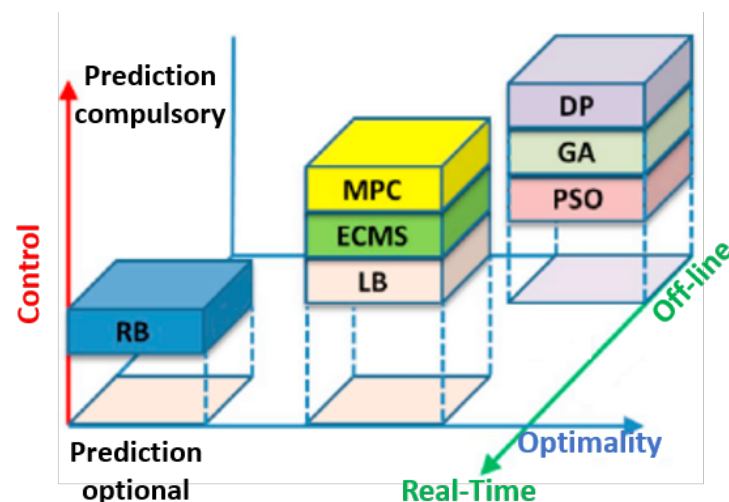 Prediction
compulsory
Control
DP
GA
PSO
MPC
ECMS
LB
RB
Off-line
Optimality
Prediction
optional
Real-Time